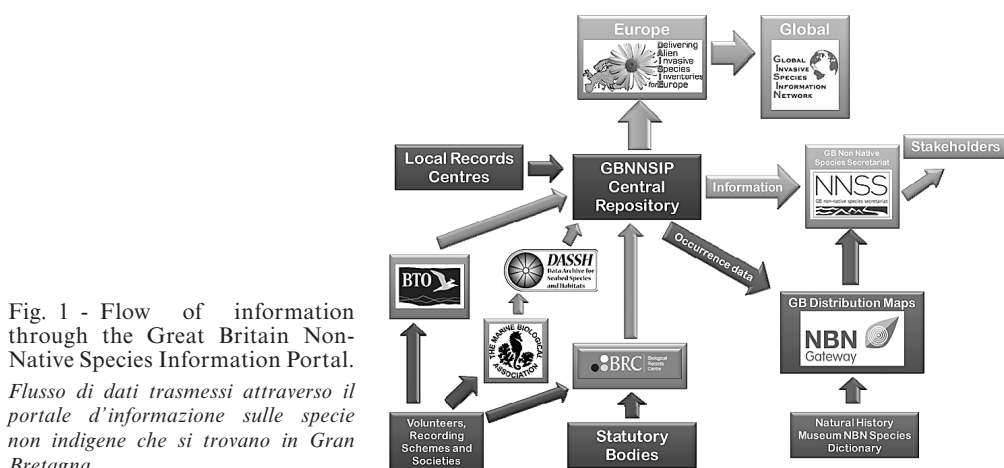 Europe
Delivering
Alien
Invasive
Species
Inventories
for Europe
Global
GLOBAL
INVASIVE
SPECIES
INFORMATION
NETWORK
Local Records
Centres
GBNNSIP
Central
Repository
Information
GB Non Native
Species Secretariat
NNSS
GB non-native species secretariat
Stakeholders
BTO
DASSH
Data Archive for
Seabed Species
and Habitats
Occurrence data
THE MARINE BIOLOGICAL
ASSOCIATION
BRC
Biological
Records
Centre
GB Distribution Maps
NBN
Gateway
Volunteers,
Recording
Schemes and
Societies
Statutory
Bodies
Natural History
Museum NBN Species
Dictionary
Fig. 1 - Flow of information
through the Great Britain Non-
Native Species Information Portal.
Flusso di dati trasmessi attraverso il
portale d'informazione sulle specie
non indigene che si trovano in Gran
Bretagna